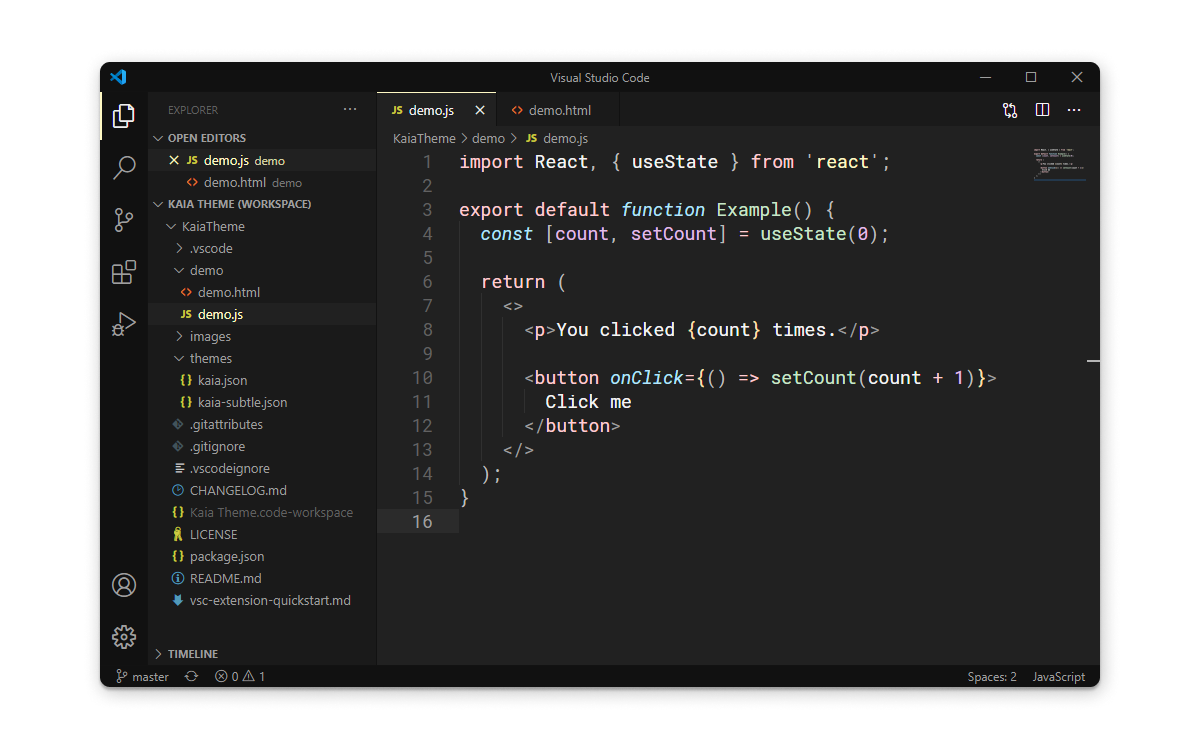 Visual Studio Code
EXPLORER
OPEN EDITORS
JS demo.js demo
<> demo.html demo
KAIA THEME (WORKSPACE)
KaiaTheme
.vscode
demo
<> demo.html
JS demo.js
images
themes
{} kaia.json
{} kaia-subtle.json
.gitattributes
.gitignore
.vscodeignore
CHANGELOG.md
{} Kaia Theme.code-workspace
LICENSE
{} package.json
README.md
vsc-extension-quickstart.md
TIMELINE
JS demo.js
<> demo.html
KaiaTheme > demo > JS demo.js
1 import React, { useState } from 'react';
2
3 export default function Example() {
4 const [count, setCount] = useState(0);
5
6 return (
7 <>
8 <p>You clicked {count} times.</p>
9
10 <button onClick={() => setCount(count + 1)}>
11 Click me
12 </button>
13 </>
14 );
15 }
16
master 0 1
Spaces: 2 JavaScript